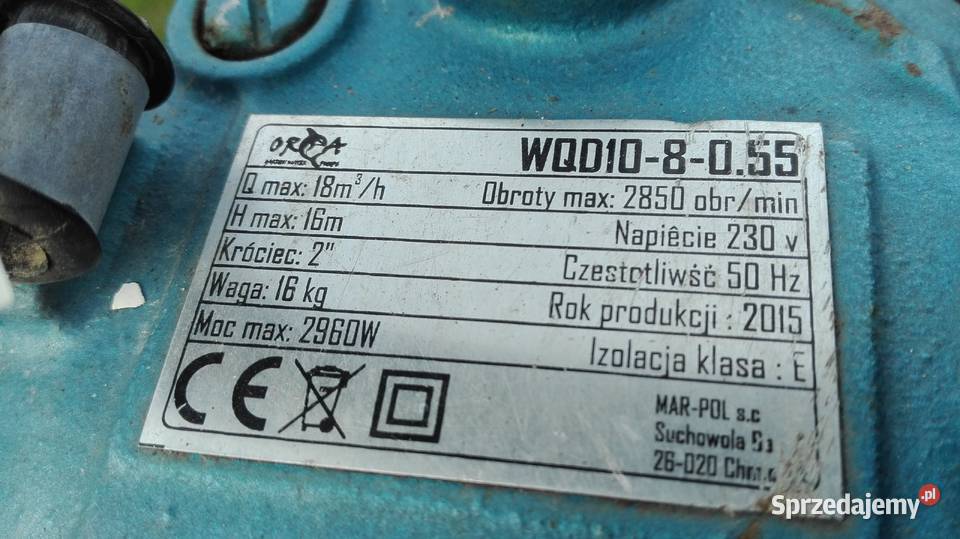 ORPA
WQD10-8-0.55
Q max: 18m³/h
Obroty max: 2850 obr/min
H max: 16m
Napiêcie 230 v
Króciec: 2"
Czestotliwść 50 Hz
Waga: 16 kg
Rok produkcji : 2015
Moc max: 2960W
Izolacja klasa : E
CE
MAR-POL s.c
Suchowola
26-020
Sprzedajemy.pl